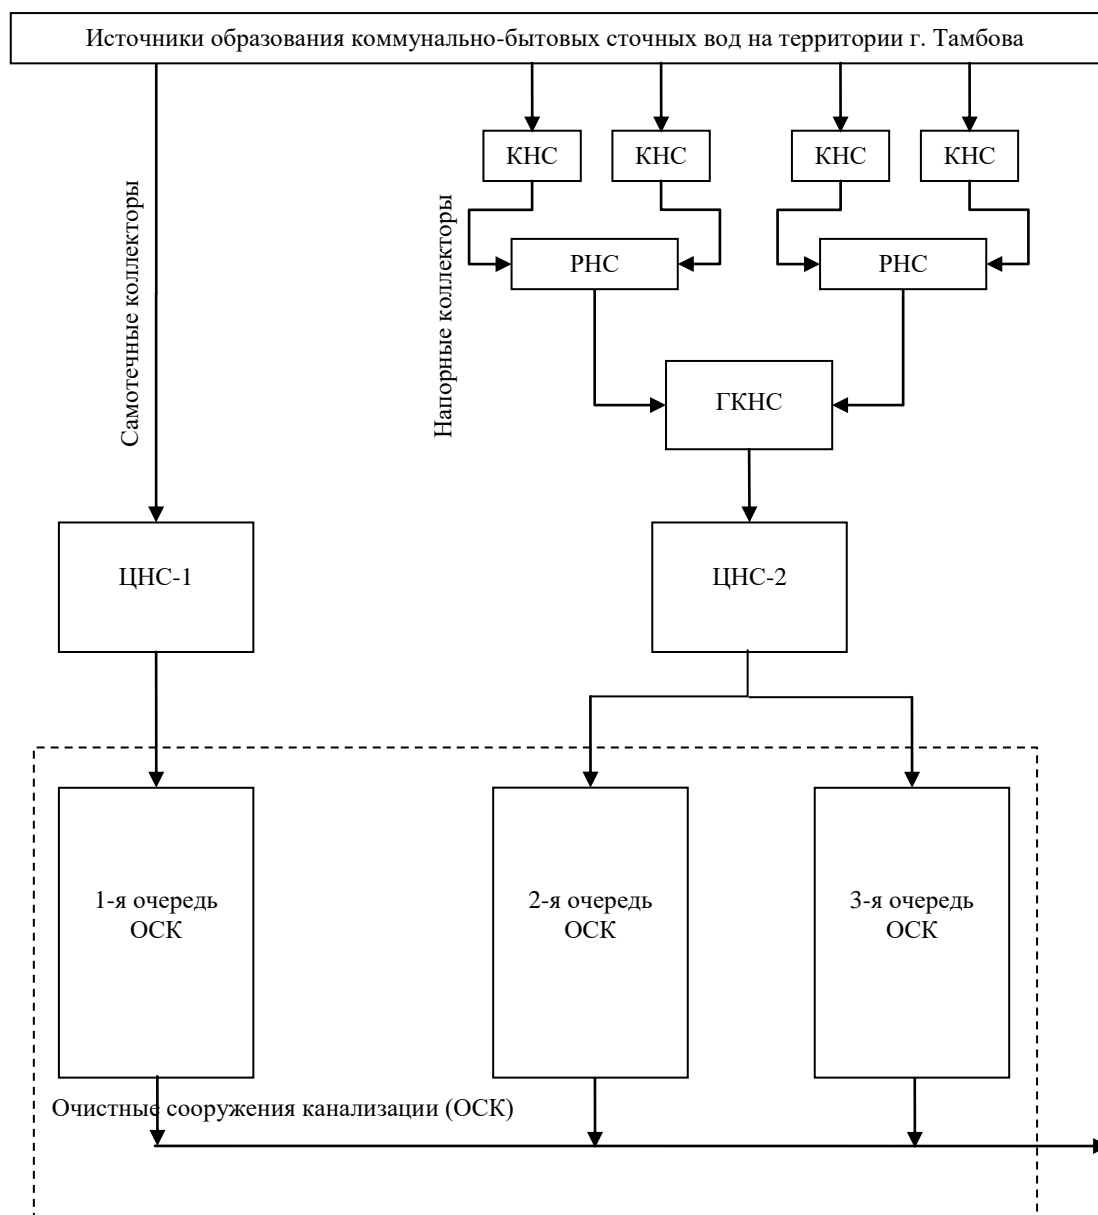 Источники образования коммунально-бытовых сточных вод на территории г. Тамбова
КНС
КНС
КНС
КНС
Самотечные коллекторы
Напорные коллекторы
РНС
РНС
ГКНС
ЦНС-1
ЦНС-2
1-я очередь
ОСК
2-я очередь
ОСК
3-я очередь
ОСК
Очистные сооружения канализации (ОСК)